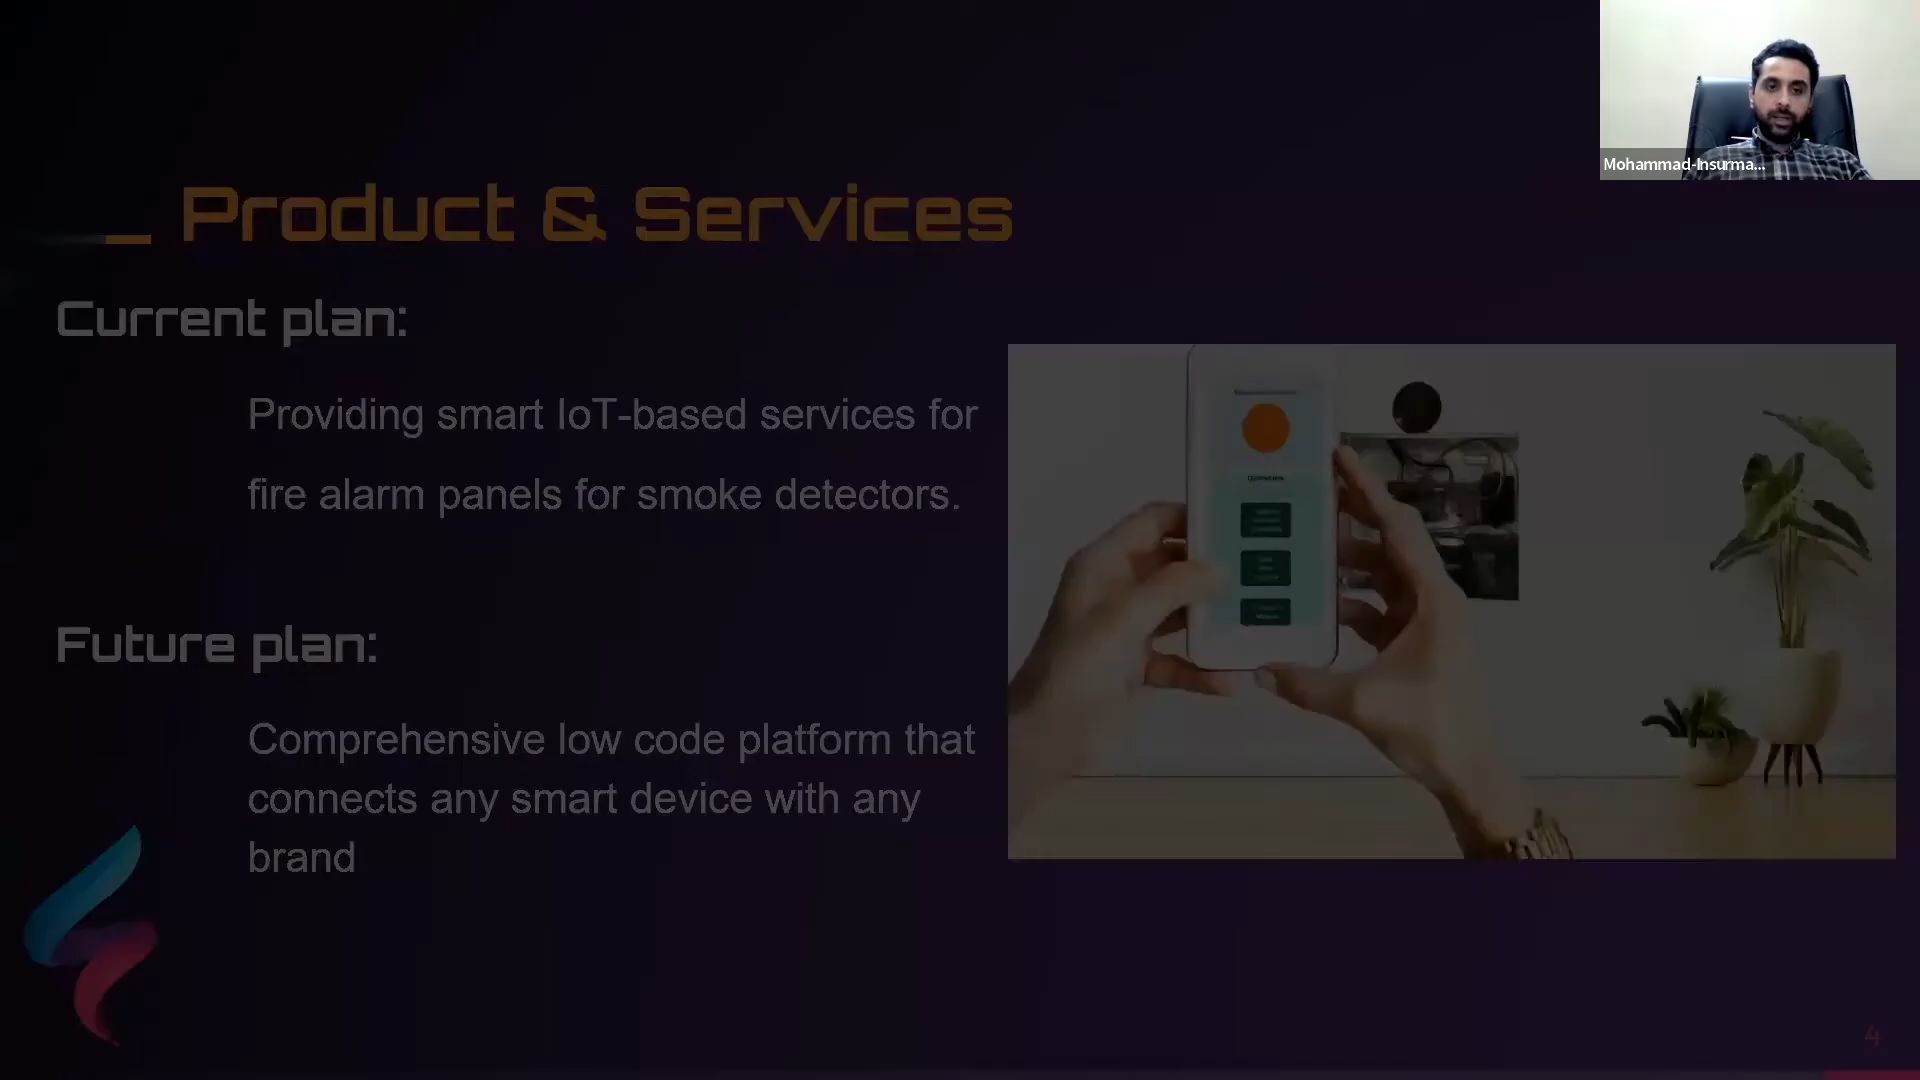 Mohammad-Insurma...
Product & Services
Current plan:
Providing smart IoT-based services for
fire alarm panels for smoke detectors.
Future plan:
Comprehensive low code platform that
connects any smart device with any
brand
4